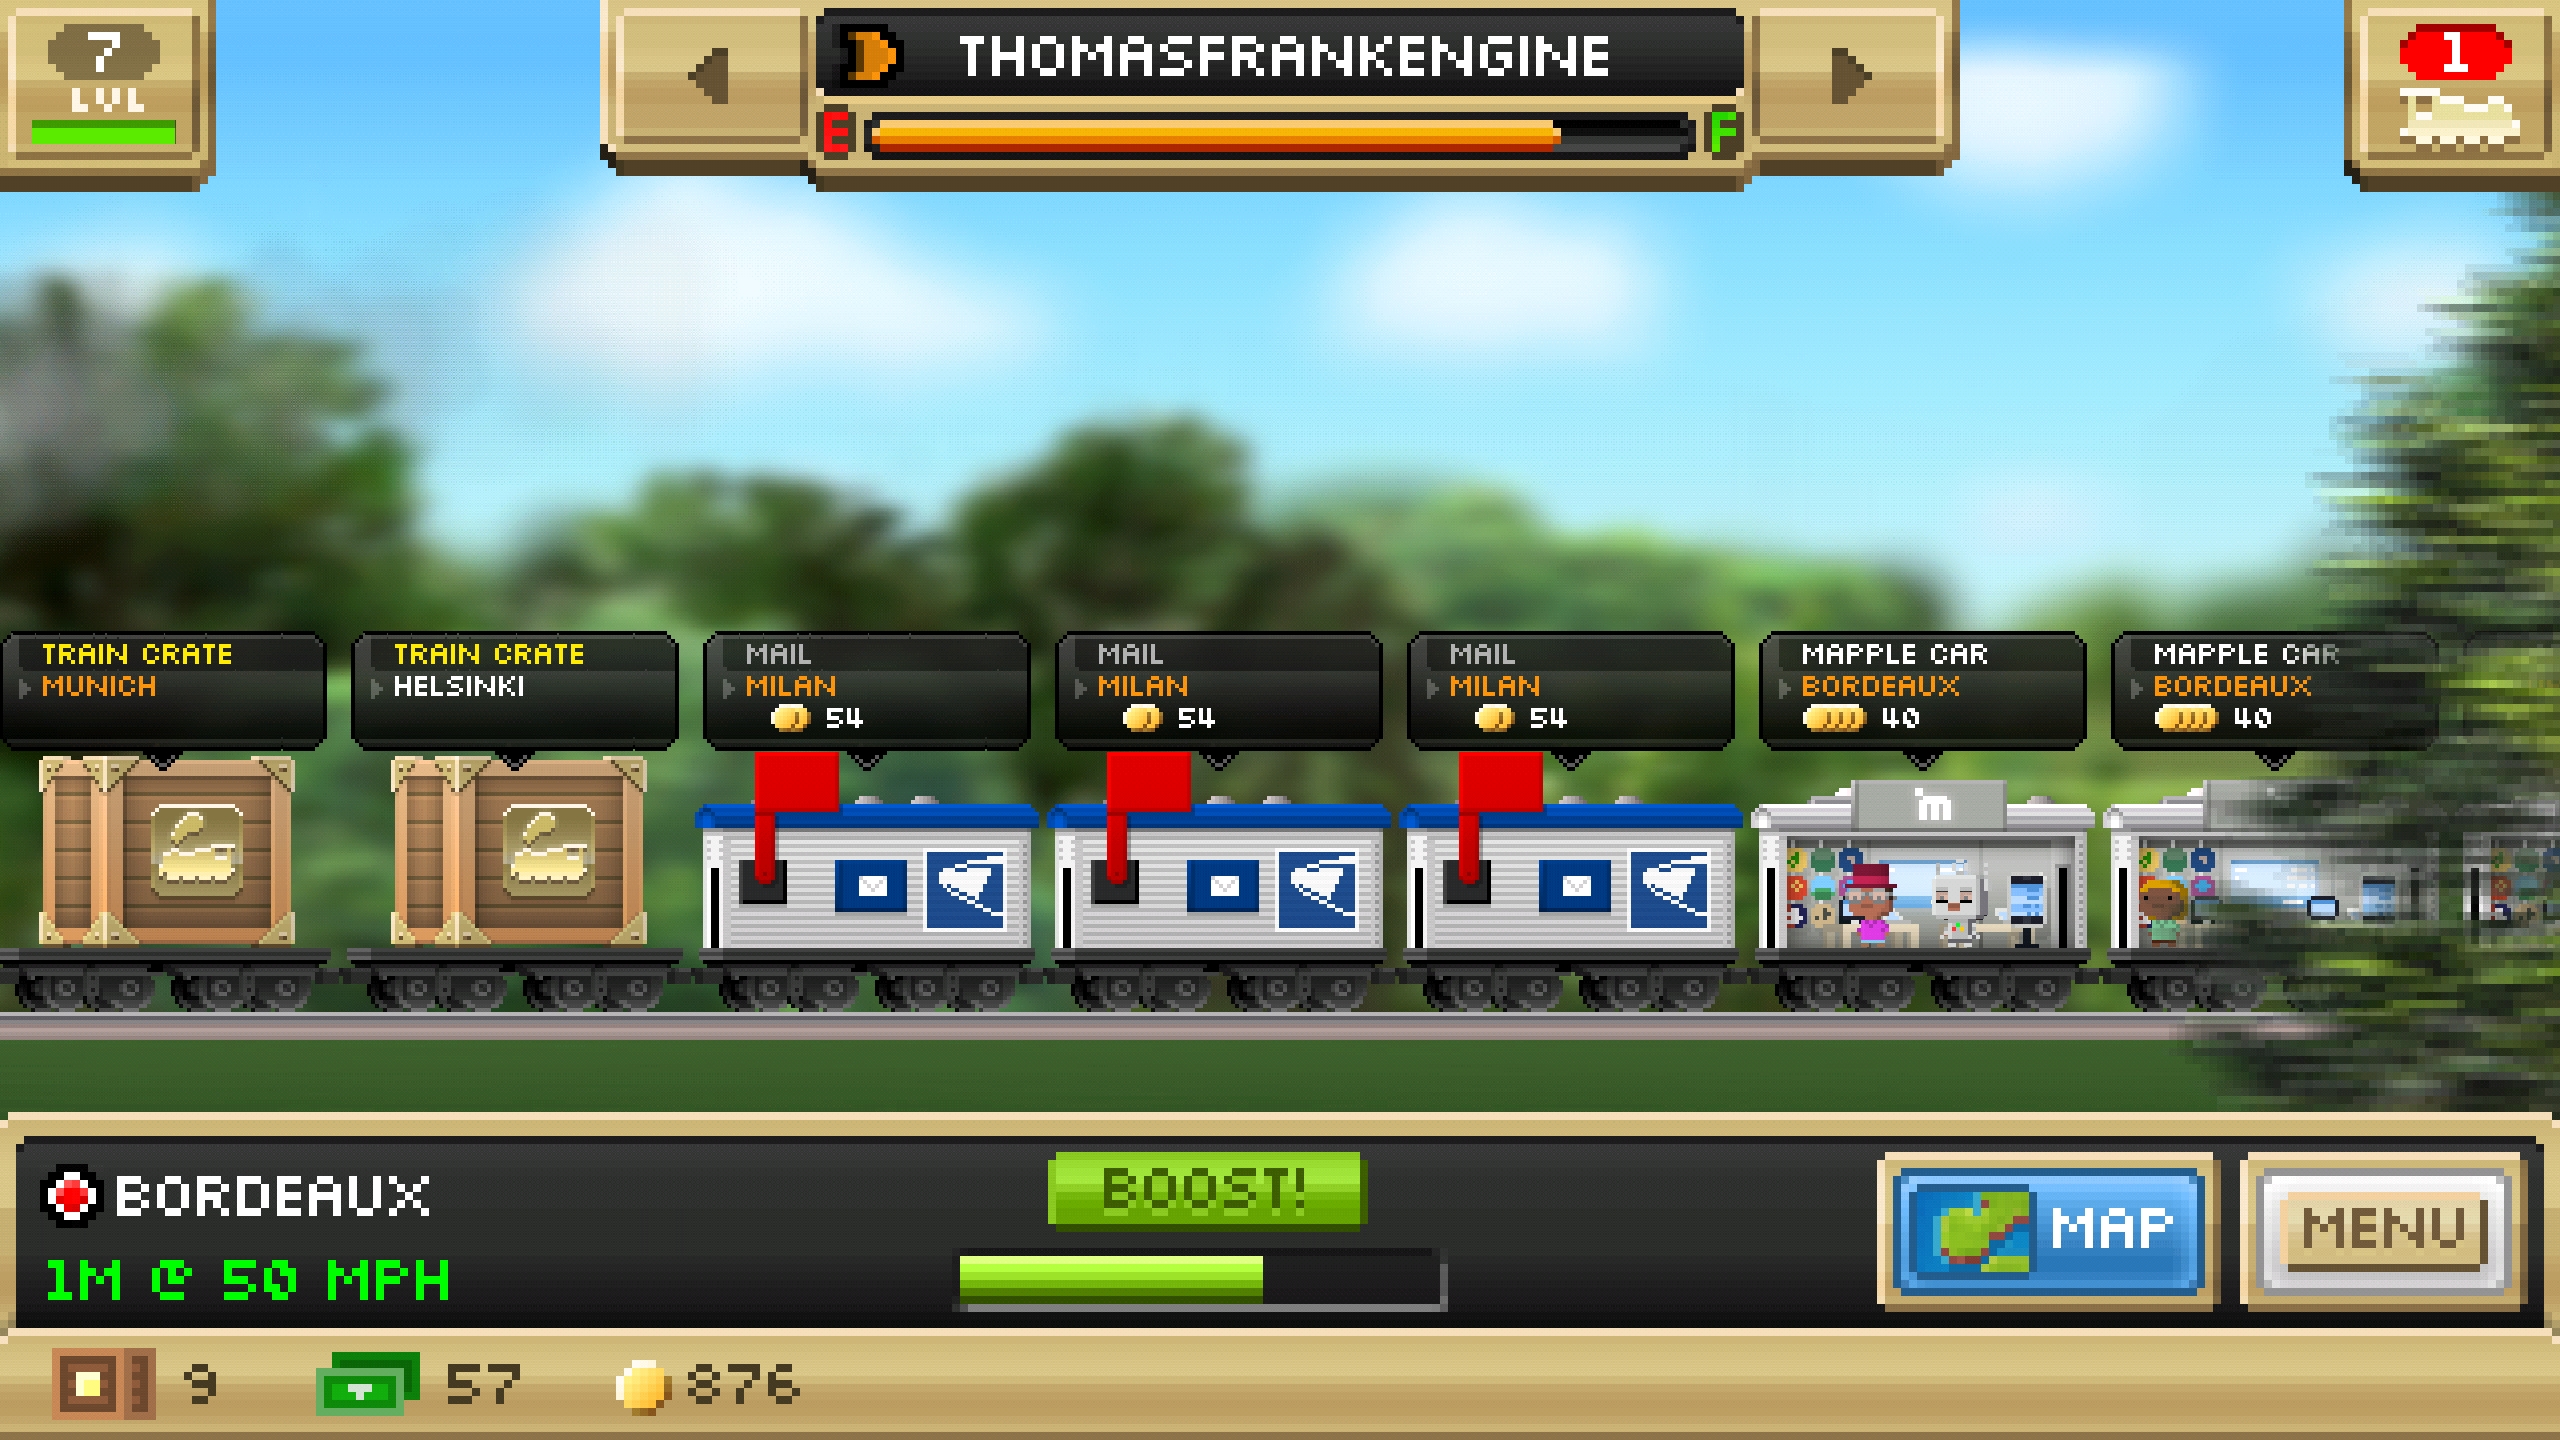 7
LVL
THOMASFRANKENGINE
E F
1
TRAIN CRATE
MUNICH
TRAIN CRATE
HELSINKI
MAIL
MILAN
54
MAIL
MILAN
54
MAIL
MILAN
54
MAPPLE CAR
BORDEAUX
40
MAPPLE CAR
BORDEAUX
40
m
BORDEAUX
1M @ 50 MPH
BOOST!
MAP
MENU
9
57
876